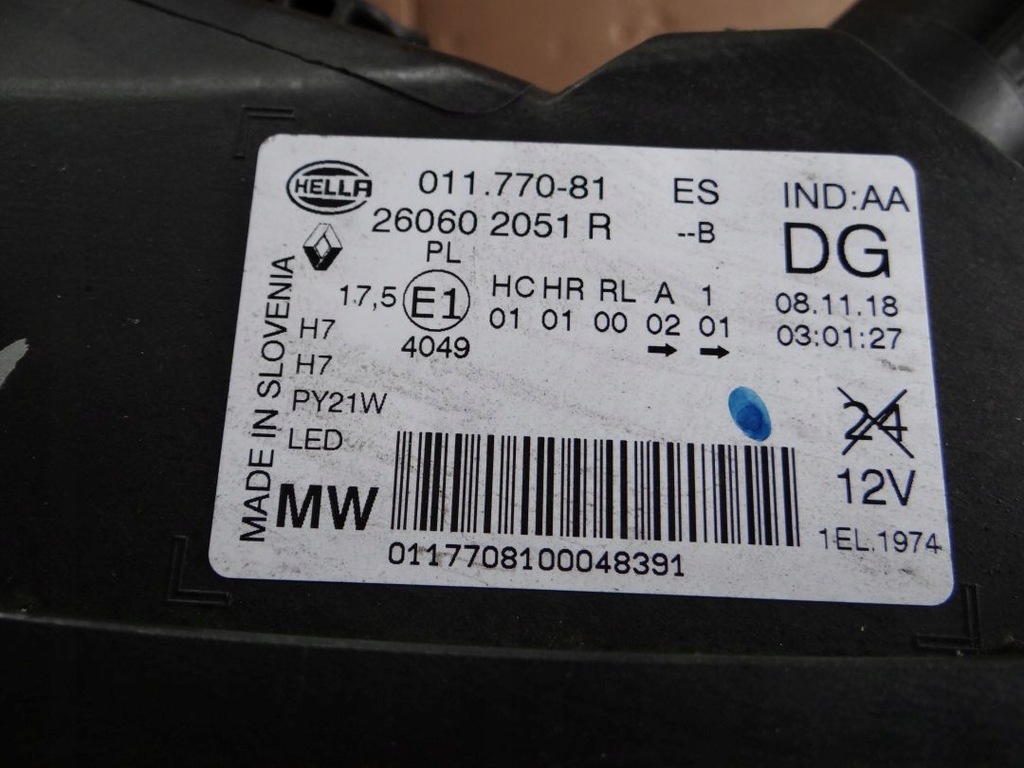 HELLA 011.770-81 ES IND:AA
26060 2051 R --B DG
PL
17,5 E1 HC HR RL A 1 08.11.18
4049 01 01 00 02 01 03:01:27
→ →
H7
H7
PY21W
LED
MADE IN SLOVENIA
24
12V
MW
0117708100048391
1EL.1974